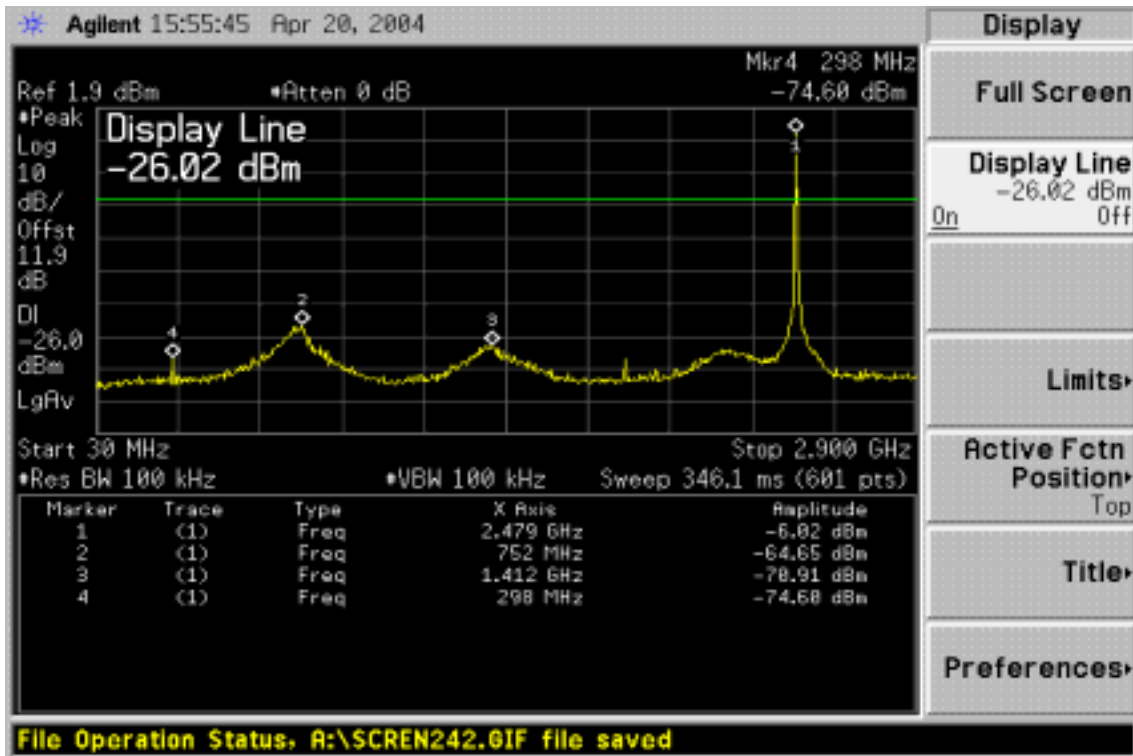 Agilent 15:55:45 Apr 20, 2004
Mkr4 298 MHz
Ref 1.9 dBm *Atten 0 dB -74.60 dBm
*Peak
Log
10
dB/
Offst
11.9
dB
DI
-26.0
dBm
LgAv
Display Line
-26.02 dBm
1
2
3
4
Start 30 MHz Stop 2.900 GHz
*Res BW 100 kHz *VBW 100 kHz Sweep 346.1 ms (601 pts)
Marker Trace Type X Axis Amplitude
1 (1) Freq 2.479 GHz -6.02 dBm
2 (1) Freq 752 MHz -64.65 dBm
3 (1) Freq 1.412 GHz -70.91 dBm
4 (1) Freq 298 MHz -74.60 dBm
Display
Full Screen
Display Line
-26.02 dBm
On Off
Limits
Active Fctn
Position
Top
Title
Preferences
File Operation Status, A:\SCREN242.GIF file saved